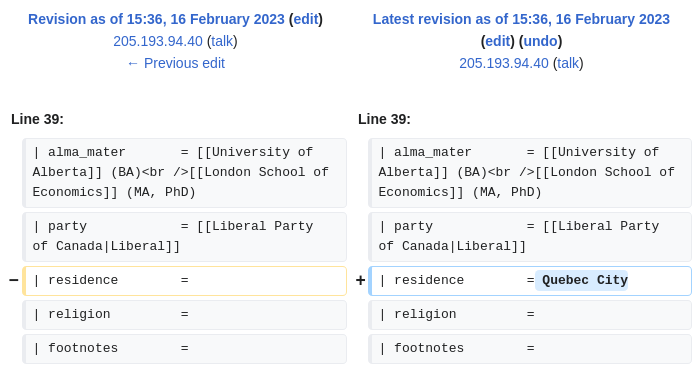 Revision as of 15:36, 16 February 2023 (edit)
205.193.94.40 (talk)
← Previous edit
Line 39:
| alma_mater       = [[University of
Alberta]] (BA)<br />[[London School of
Economics]] (MA, PhD)
| party            = [[Liberal Party
of Canada|Liberal]]
− | residence        =
| religion         =
| footnotes        =
Latest revision as of 15:36, 16 February 2023
(edit) (undo)
205.193.94.40 (talk)
Line 39:
| alma_mater       = [[University of
Alberta]] (BA)<br />[[London School of
Economics]] (MA, PhD)
| party            = [[Liberal Party
of Canada|Liberal]]
+ | residence        = Quebec City
| religion         =
| footnotes        =